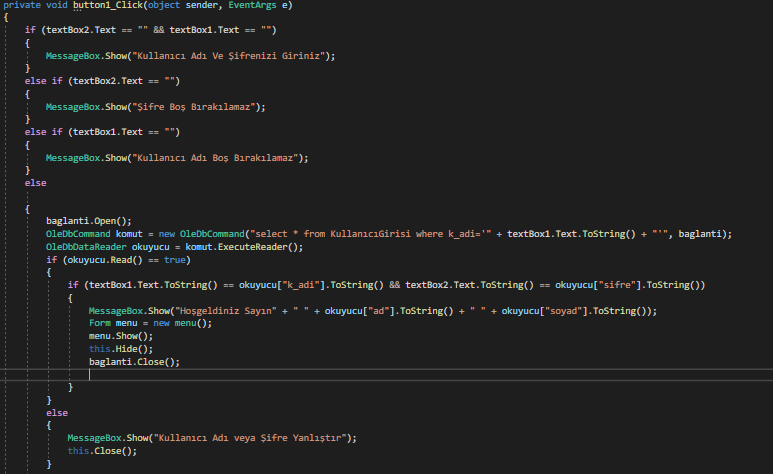 private void button1_Click(object sender, EventArgs e)
{
if (textBox2.Text == "" && textBox1.Text == "")
{
MessageBox.Show("Kullanıcı Adı Ve Şifrenizi Giriniz");
}
else if (textBox2.Text == "")
{
MessageBox.Show("Şifre Boş Bırakılamaz");
}
else if (textBox1.Text == "")
{
MessageBox.Show("Kullanıcı Adı Boş Bırakılamaz");
}
else
{
baglanti.Open();
OleDbCommand komut = new OleDbCommand("select * from KullanıcıGirisi where k_adi='" + textBox1.Text.ToString() + "'", baglanti);
OleDbDataReader okuyucu = komut.ExecuteReader();
if (okuyucu.Read() == true)
{
if (textBox1.Text.ToString() == okuyucu["k_adi"].ToString() && textBox2.Text.ToString() == okuyucu["sifre"].ToString())
{
MessageBox.Show("Hoşgeldiniz Sayın" + " " + okuyucu["ad"].ToString() + " " + okuyucu["soyad"].ToString());
Form menu = new menu();
menu.Show();
this.Hide();
baglanti.Close();
}
}
else
{
MessageBox.Show("Kullanıcı Adı veya Şifre Yanlıştır");
this.Close();
}